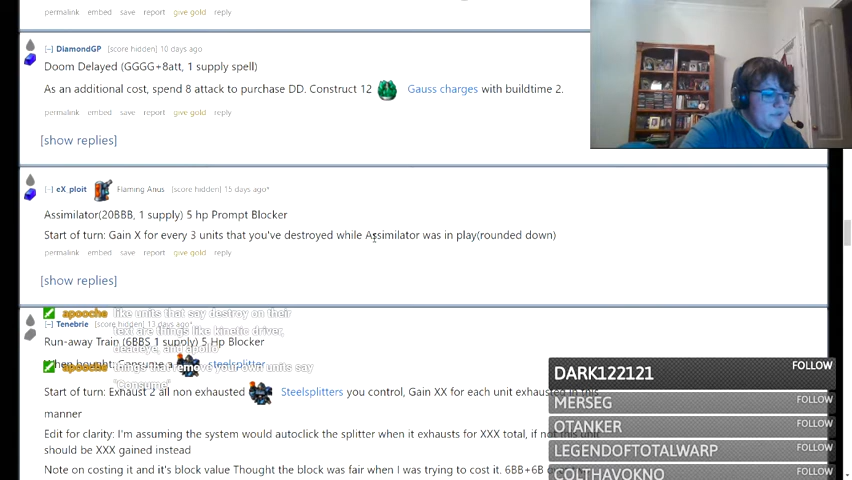 permalink embed save report give gold reply
[–] DiamondGP [score hidden] 10 days ago
Doom Delayed (GGGG+8att, 1 supply spell)
As an additional cost, spend 8 attack to purchase DD. Construct 12 Gauss charges with buildtime 2.
permalink embed save report give gold reply
[show replies]
[–] eX_ploit Flaming Anus [score hidden] 15 days ago*
Assimilator(20BBB, 1 supply) 5 hp Prompt Blocker
Start of turn: Gain X for every 3 units that you've destroyed while Assimilator was in play(rounded down)
permalink embed save report give gold reply
[show replies]
apooche like units that say destroy on their
text are things like kinetic driver,
deadeye, and apollo
[–] Tenebrie [score hidden] 13 days ago*
Run-away Train (6BBS 1 supply) 5 Hp Blocker
apooche things that remove your own units say
"Consume"
When bought: Consume a steelsplitter
Start of turn: Exhaust 2 all non exhausted Steelsplitters you control, Gain XX for each unit exhausted in this
manner
Edit for clarity: I'm assuming the system would autoclick the splitter when it exhausts for XXX total, if not this unit
should be XXX gained instead
Note on costing it and it's block value Thought the block was fair when I was trying to cost it. 6BB+6B
DARK122121 FOLLOW
MERSEG FOLLOW
OTANKER FOLLOW
LEGENDOFTOTALWARP FOLLOW
COLTHAVOKNO FOLLOW